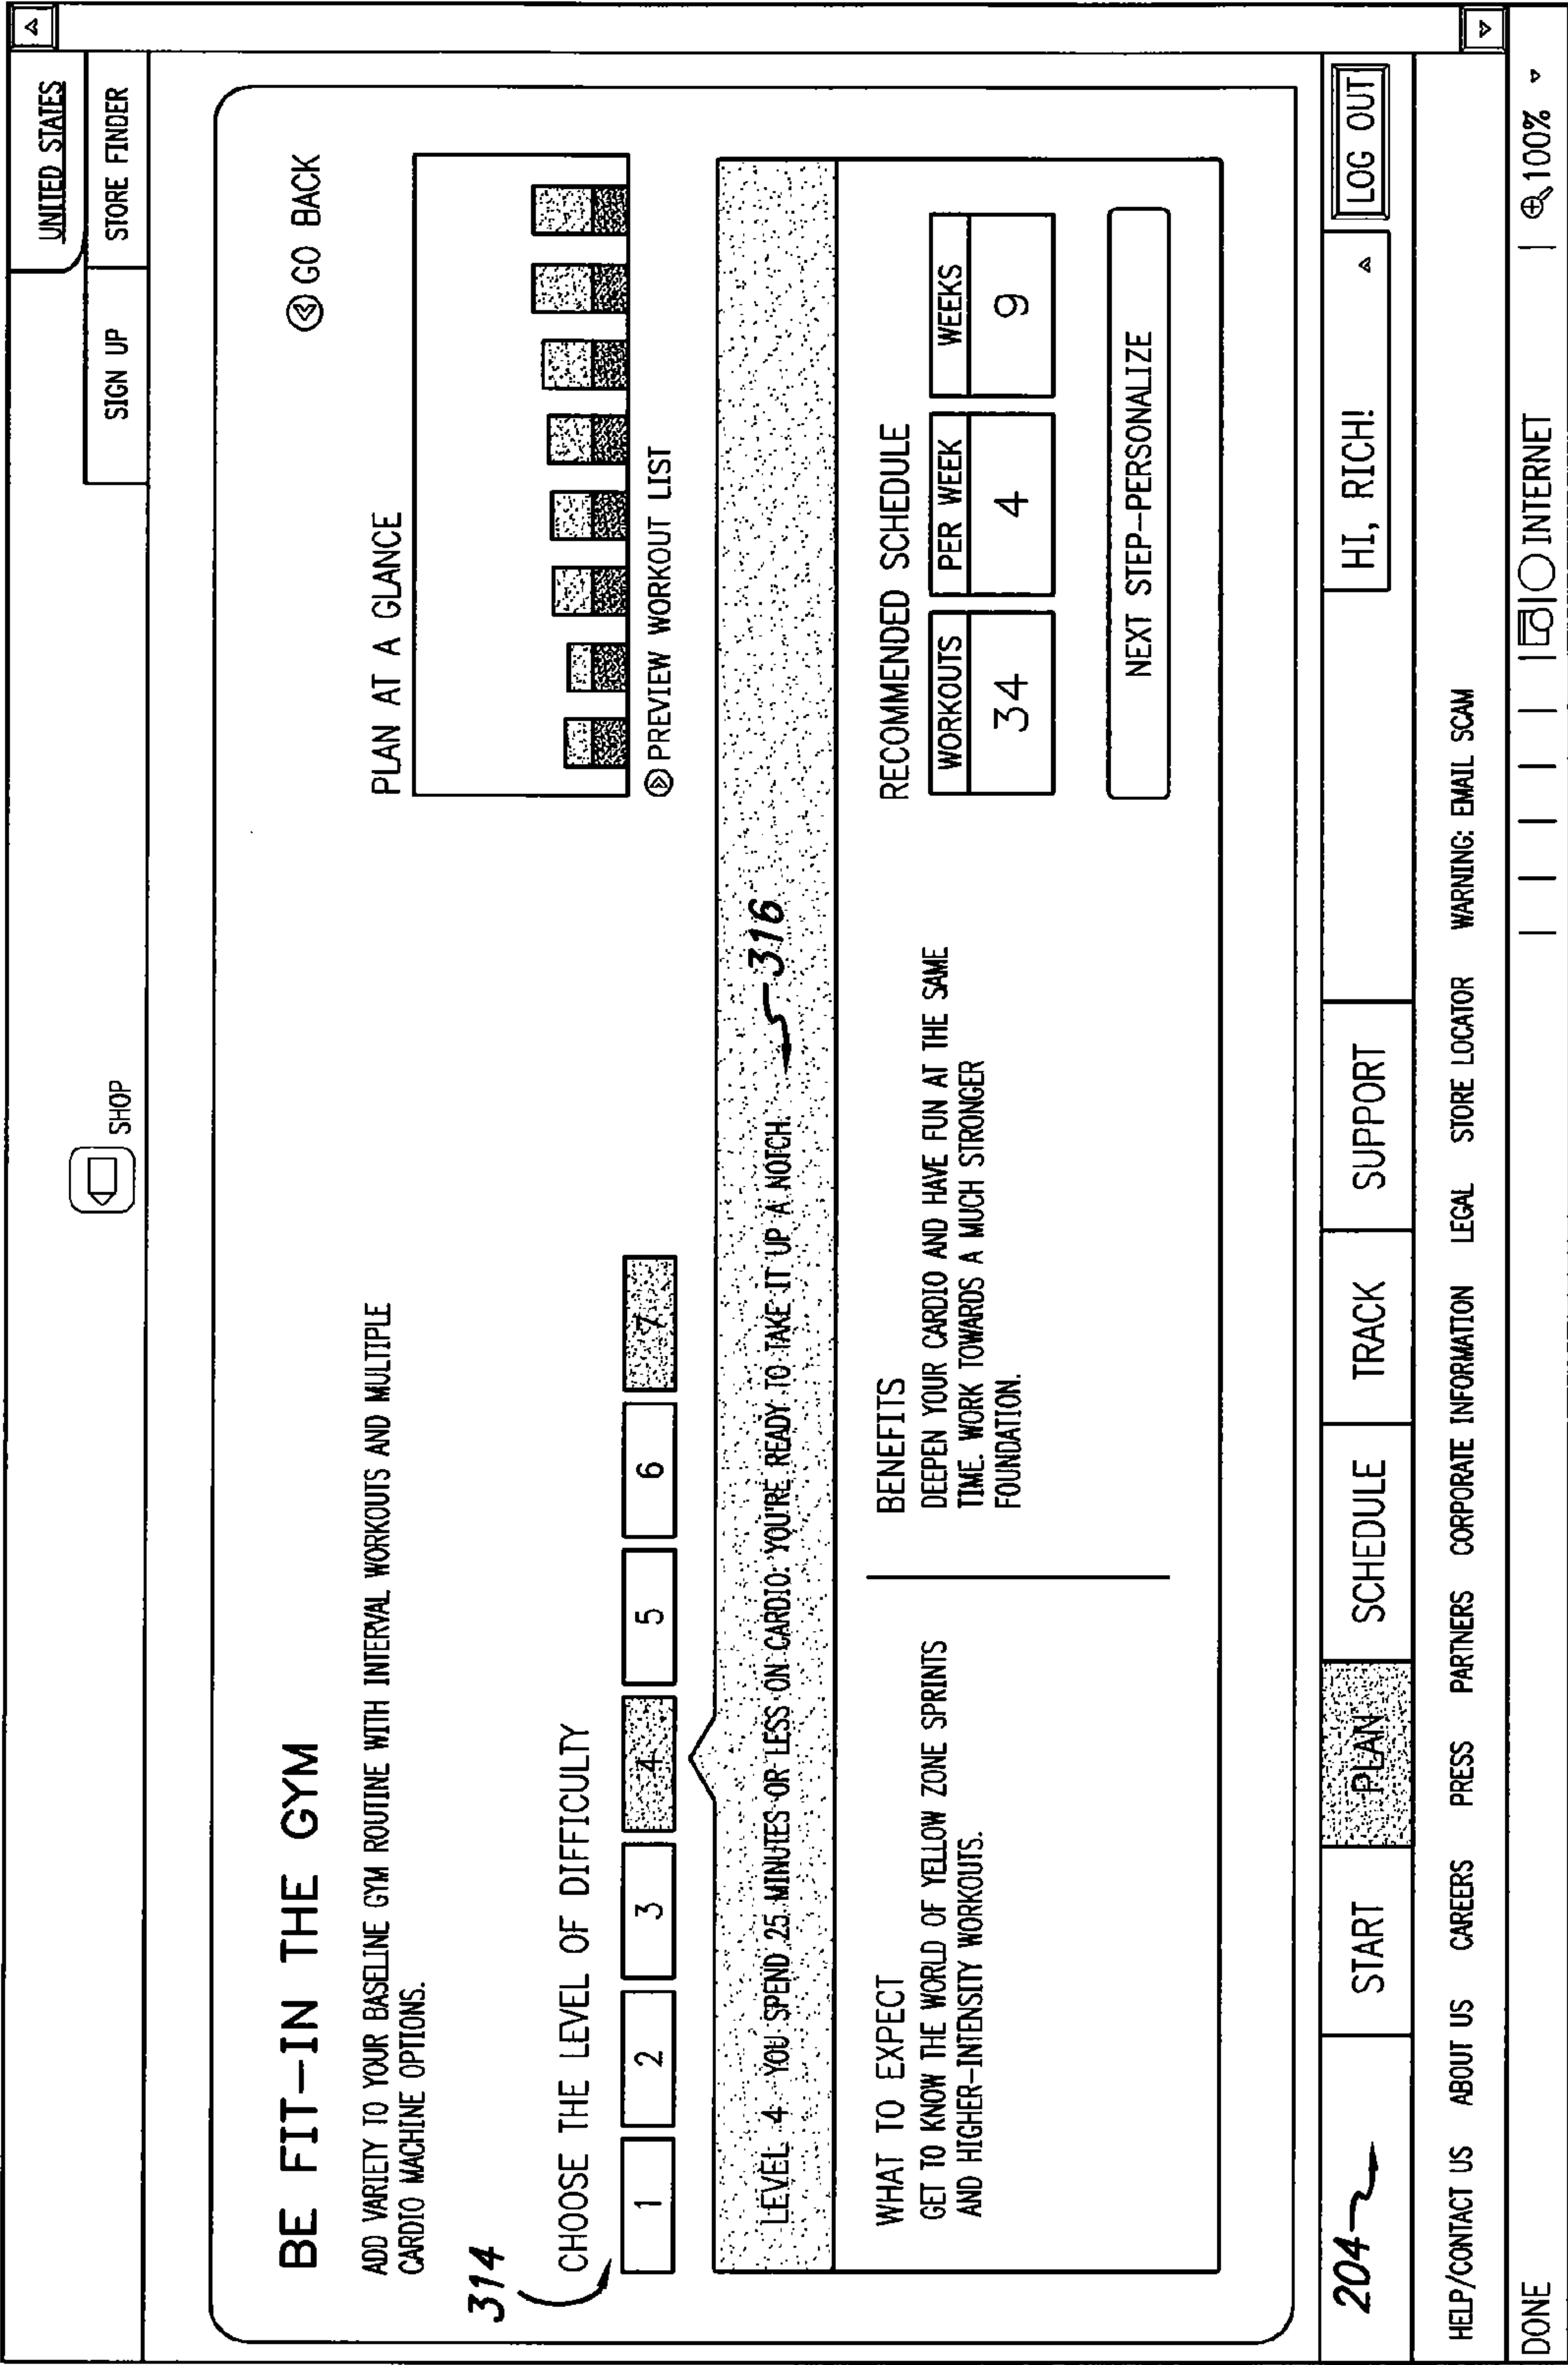 UNITED STATES
SHOP
SIGN UP
STORE FINDER
BE FIT-IN THE GYM
GO BACK
ADD VARIETY TO YOUR BASELINE GYM ROUTINE WITH INTERVAL WORKOUTS AND MULTIPLE
CARDIO MACHINE OPTIONS.
PLAN AT A GLANCE
314
CHOOSE THE LEVEL OF DIFFICULTY
1 2 3 4 5 6 7
PREVIEW WORKOUT LIST
LEVEL 4 YOU SPEND 25 MINUTES OR LESS ON CARDIO. YOU'RE READY TO TAKE IT UP A NOTCH.
316
WHAT TO EXPECT
GET TO KNOW THE WORLD OF YELLOW ZONE SPRINTS
AND HIGHER-INTENSITY WORKOUTS.
BENEFITS
DEEPEN YOUR CARDIO AND HAVE FUN AT THE SAME
TIME. WORK TOWARDS A MUCH STRONGER
FOUNDATION.
RECOMMENDED SCHEDULE
WORKOUTS PER WEEK WEEKS
34 4 9
NEXT STEP-PERSONALIZE
204
START PLAN SCHEDULE TRACK SUPPORT
HI, RICH!
LOG OUT
HELP/CONTACT US ABOUT US CAREERS PRESS PARTNERS CORPORATE INFORMATION LEGAL STORE LOCATOR WARNING: EMAIL SCAM
DONE INTERNET 100%